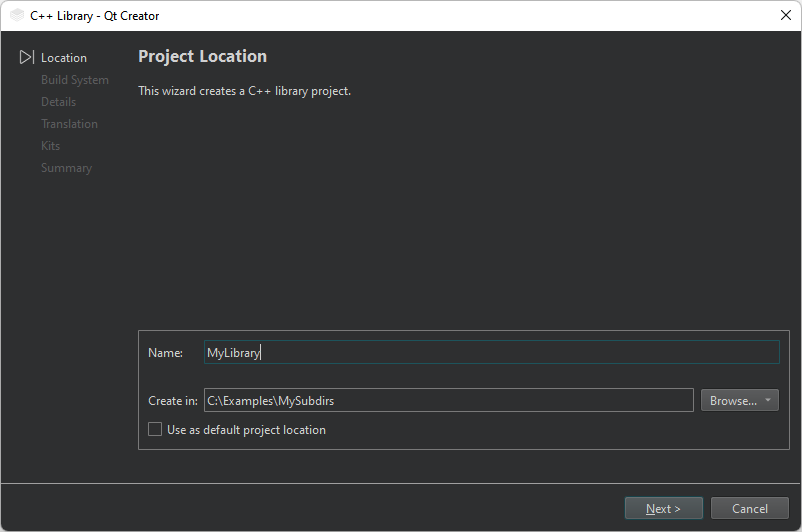 C++ Library - Qt Creator
Location
Build System
Details
Translation
Kits
Summary
Project Location
This wizard creates a C++ library project.
Name: MyLibrary
Create in: C:\Examples\MySubdirs Browse...
Use as default project location
Next > Cancel